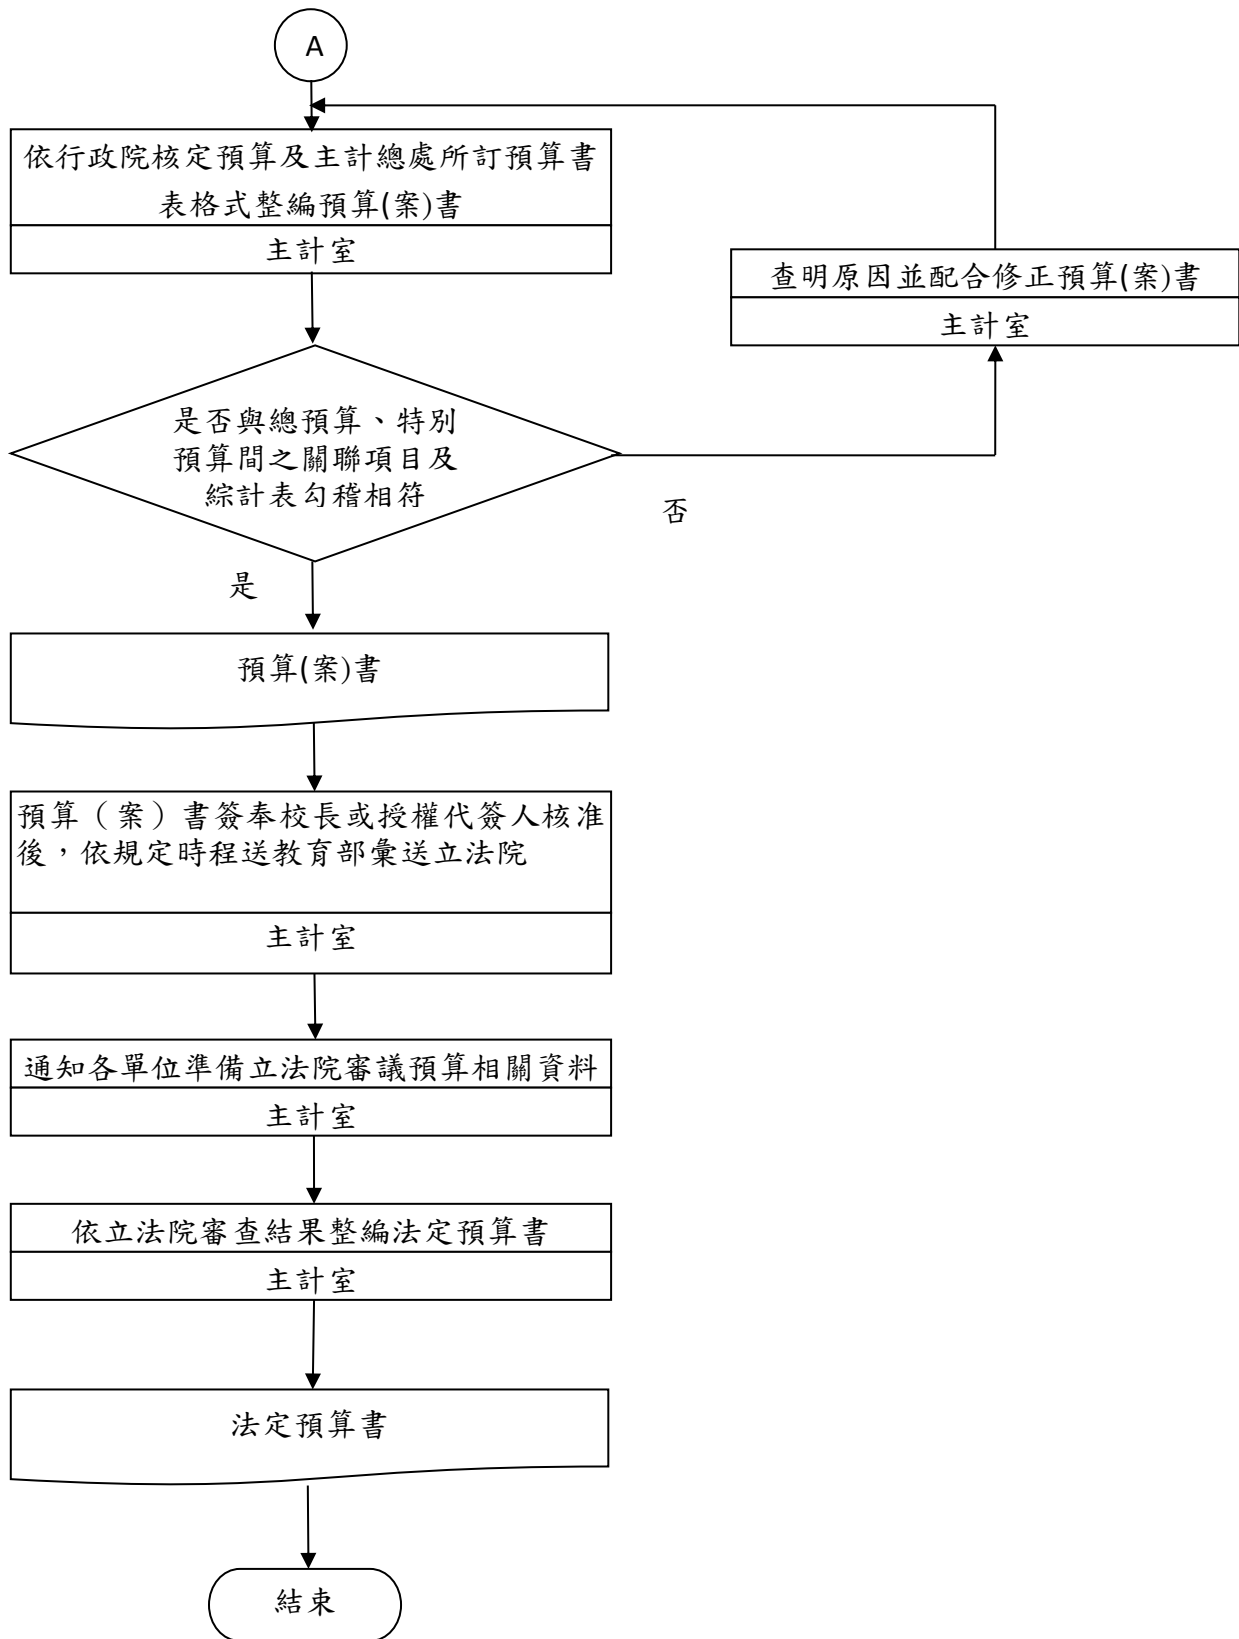 A
依行政院核定預算及主計總處所訂預算書
表格式整編預算(案)書
主計室
查明原因並配合修正預算(案)書
主計室
是否與總預算、特別
預算間之關聯項目及
綜計表勾稽相符
否
是
預算(案)書
預算（案）書簽奉校長或授權代簽人核准
後，依規定時程送教育部彙送立法院
主計室
通知各單位準備立法院審議預算相關資料
主計室
依立法院審查結果整編法定預算書
主計室
法定預算書
結束